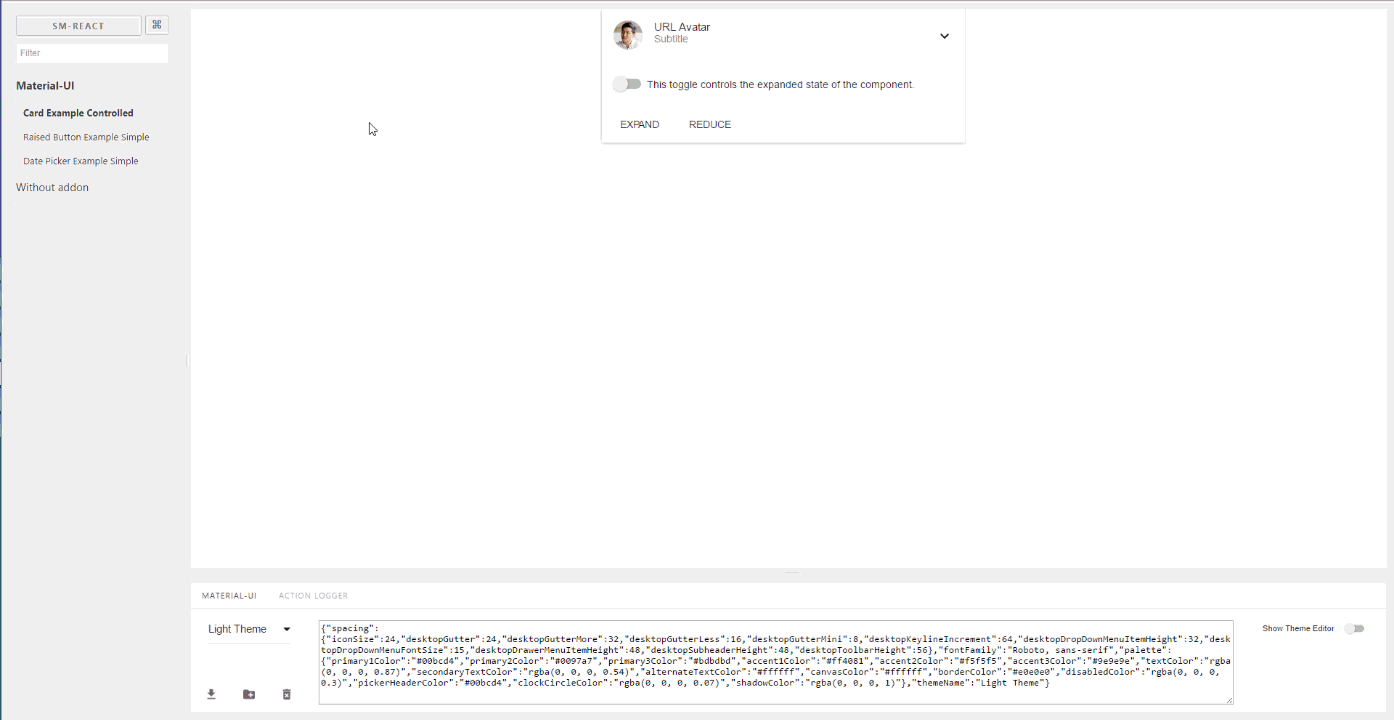 SM-REACT ⌘
Filter
Material-UI
Card Example Controlled
Raised Button Example Simple
Date Picker Example Simple
Without addon
URL Avatar
Subtitle
This toggle controls the expanded state of the component.
EXPAND REDUCE
MATERIAL-UI ACTION LOGGER
Light Theme
{"spacing":
{"iconSize":24,"desktopGutter":24,"desktopGutterMore":32,"desktopGutterLess":16,"desktopGutterMini":8,"desktopKeylineIncrement":64,"desktopDropDownMenuItemHeight":32,"desk
topDropDownMenuFontSize":15,"desktopDrawerMenuItemHeight":48,"desktopSubheaderHeight":48,"desktopToolbarHeight":56},"fontFamily":"Roboto, sans-serif","palette":
{"primary1Color":"#00bcd4","primary2Color":"#0097a7","primary3Color":"#bdbdbd","accent1Color":"#ff4081","accent2Color":"#f5f5f5","accent3Color":"#9e9e9e","textColor":"rgba
(0, 0, 0, 0.87)","secondaryTextColor":"rgba(0, 0, 0, 0.54)","alternateTextColor":"#ffffff","canvasColor":"#ffffff","borderColor":"#e0e0e0","disabledColor":"rgba(0, 0, 0,
0.3)","pickerHeaderColor":"#00bcd4","clockCircleColor":"rgba(0, 0, 0, 0.07)","shadowColor":"rgba(0, 0, 0, 1)"},"themeName":"Light Theme"}
Show Theme Editor